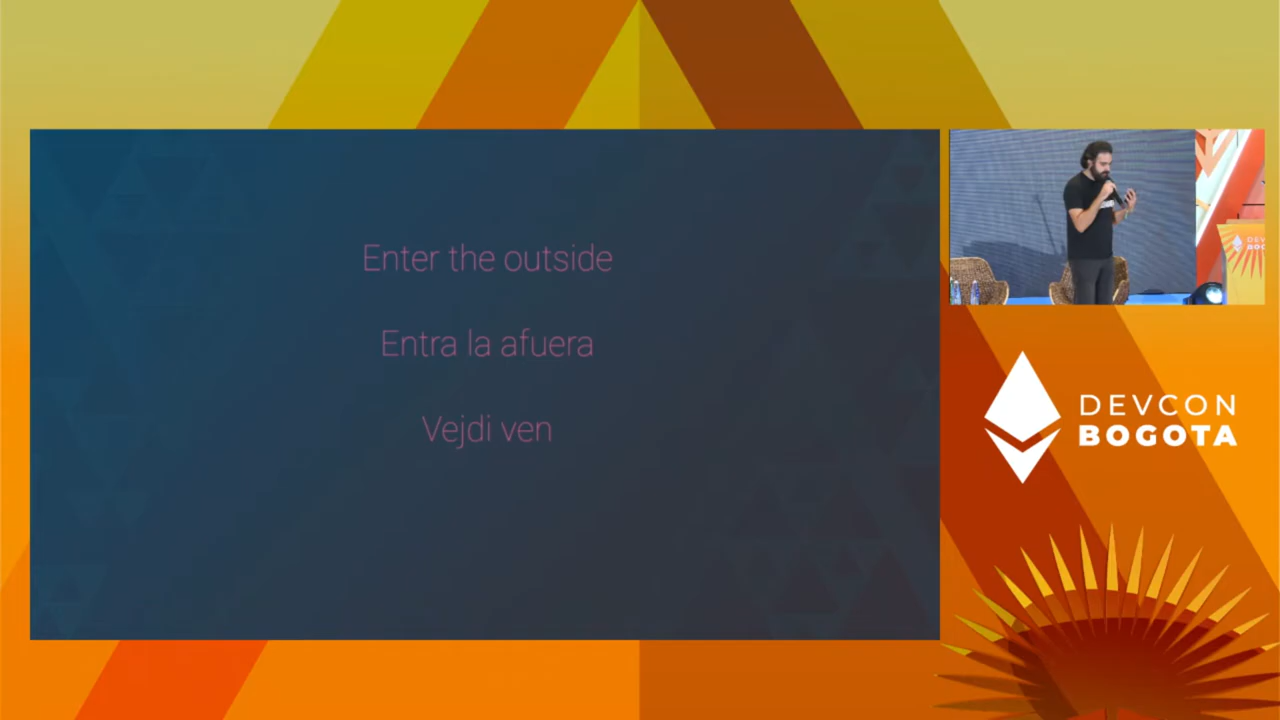 Enter the outside
Entra la afuera
Vejdi ven
DEVCON
BOGOTA